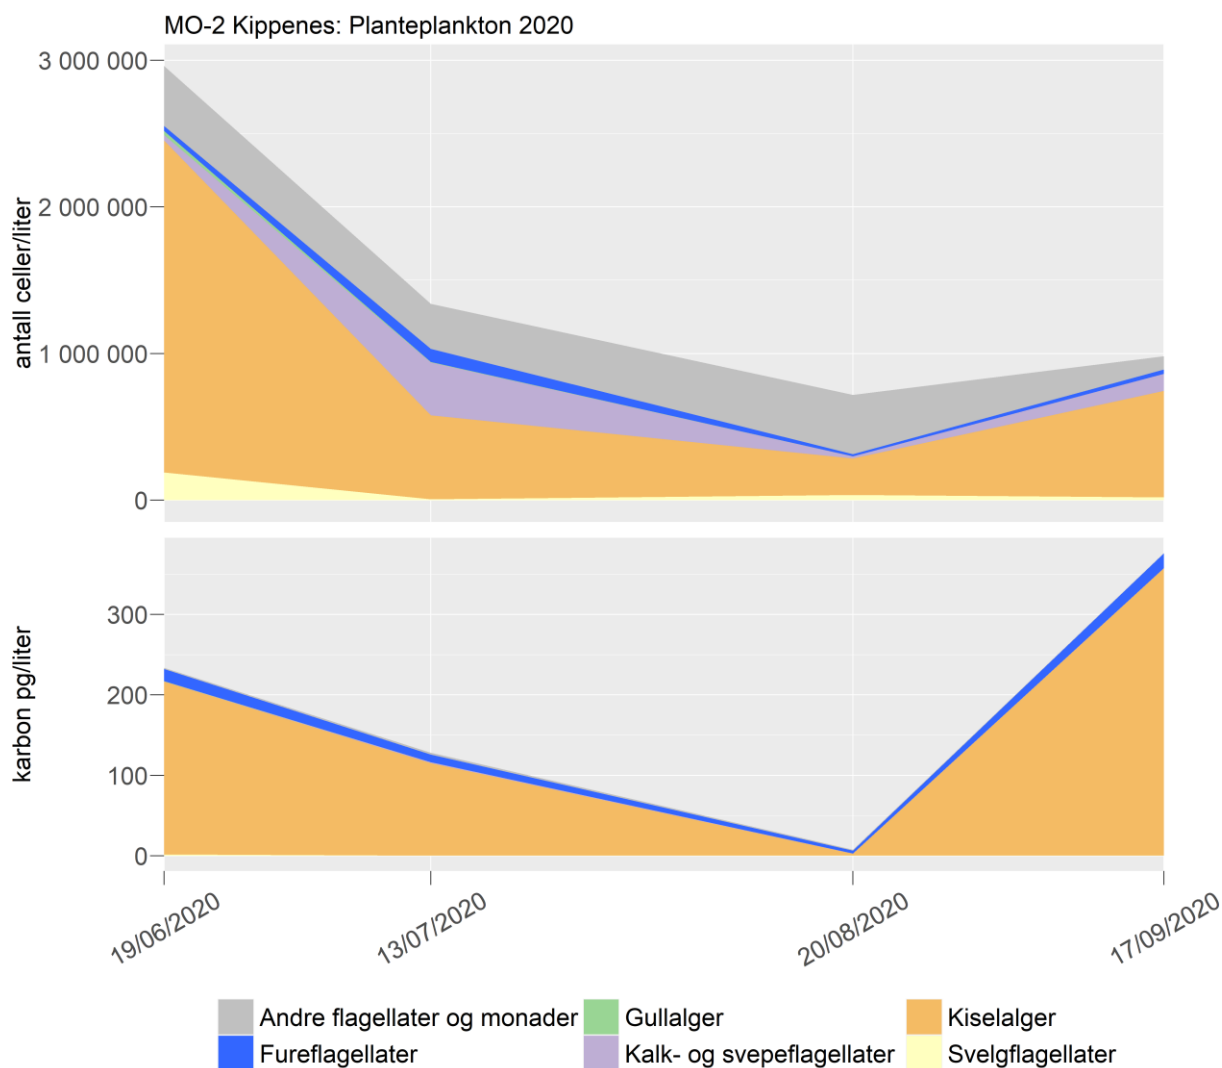 MO-2 Kippenes: Planteplankton 2020
antall celler/liter
3 000 000
2 000 000
1 000 000
0
karbon pg/liter
300
200
100
0
19/06/2020
13/07/2020
20/08/2020
17/09/2020
Andre flagellater og monader
Gullalger
Kiselalger
Fureflagellater
Kalk- og svepeflagellater
Svelgflagellater